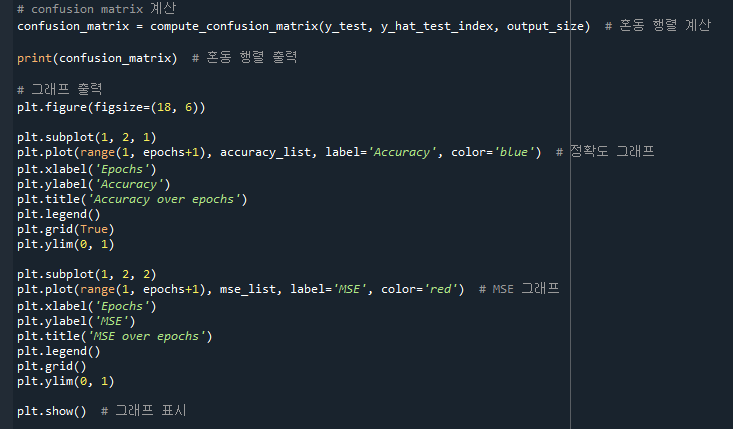 # confusion matrix 계산
confusion_matrix = compute_confusion_matrix(y_test, y_hat_test_index, output_size)  # 혼동 행렬 계산
print(confusion_matrix)  # 혼동 행렬 출력
# 그래프 출력
plt.figure(figsize=(18, 6))
plt.subplot(1, 2, 1)
plt.plot(range(1, epochs+1), accuracy_list, label='Accuracy', color='blue')  # 정확도 그래프
plt.xlabel('Epochs')
plt.ylabel('Accuracy')
plt.title('Accuracy over epochs')
plt.legend()
plt.grid(True)
plt.ylim(0, 1)
plt.subplot(1, 2, 2)
plt.plot(range(1, epochs+1), mse_list, label='MSE', color='red')  # MSE 그래프
plt.xlabel('Epochs')
plt.ylabel('MSE')
plt.title('MSE over epochs')
plt.legend()
plt.grid()
plt.ylim(0, 1)
plt.show()  # 그래프 표시